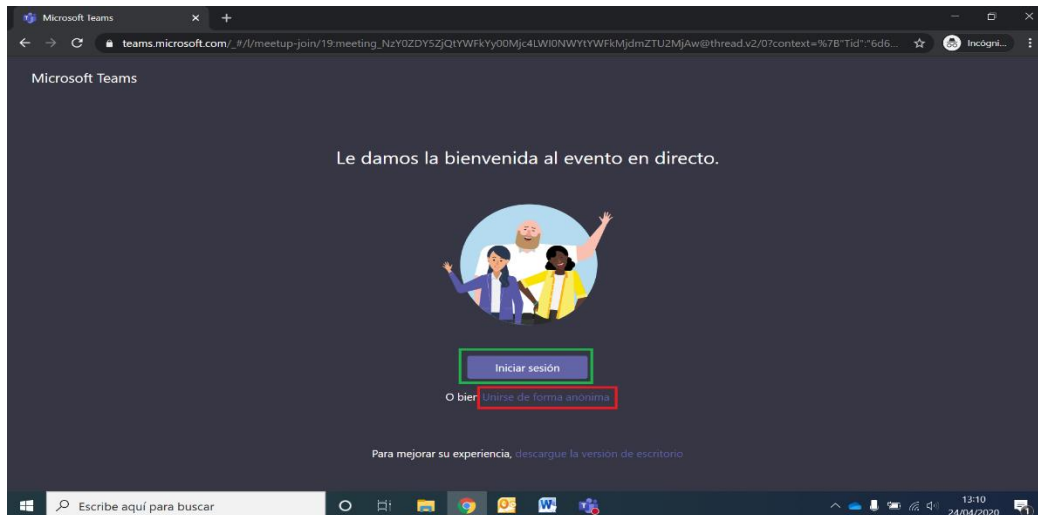 Microsoft Teams
teams.microsoft.com/_#/l/meetup-join/19:meeting_NzY0ZDY5ZjQtYWFkYy00Mjc4LWI0NWYtYWFkMjdmZTU2MjAw@thread.v2/0?context=%7B"Tid":"6d6... Incógni...
Microsoft Teams
Le damos la bienvenida al evento en directo.
Iniciar sesión
O bien Unirse de forma anónima
Para mejorar su experiencia, descargue la versión de escritorio
Escribe aquí para buscar
13:10
24/04/2020